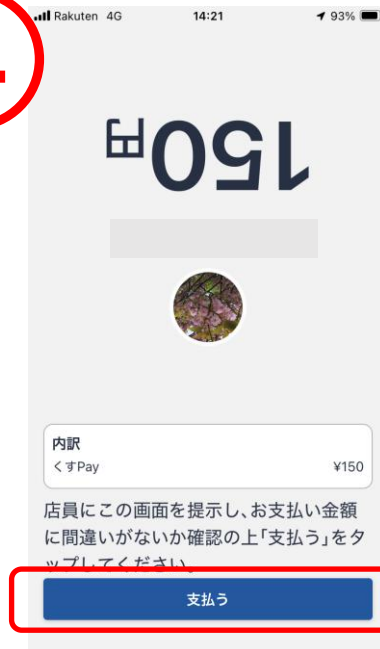 Rakuten 4G 14:21 93%
150円
内訳
くすPay ¥150
店員にこの画面を提示し、お支払い金額
に間違いがないか確認の上「支払う」をタ
ップしてください。
支払う